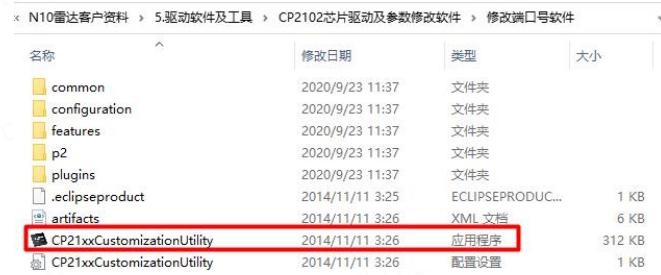 N10雷达客户资料 › 5.驱动软件及工具 › CP2102芯片驱动及参数修改软件 › 修改端口号软件
名称 修改日期 类型 大小
common 2020/9/23 11:37 文件夹
configuration 2020/9/23 11:37 文件夹
features 2020/9/23 11:37 文件夹
p2 2020/9/23 11:37 文件夹
plugins 2020/9/23 11:37 文件夹
.eclipseproduct 2014/11/11 3:25 ECLIPSEPRODUC... 1 KB
artifacts 2014/11/11 3:26 XML 文档 6 KB
CP21xxCustomizationUtility 2014/11/11 3:26 应用程序 312 KB
CP21xxCustomizationUtility 2014/11/11 3:26 配置设置 1 KB